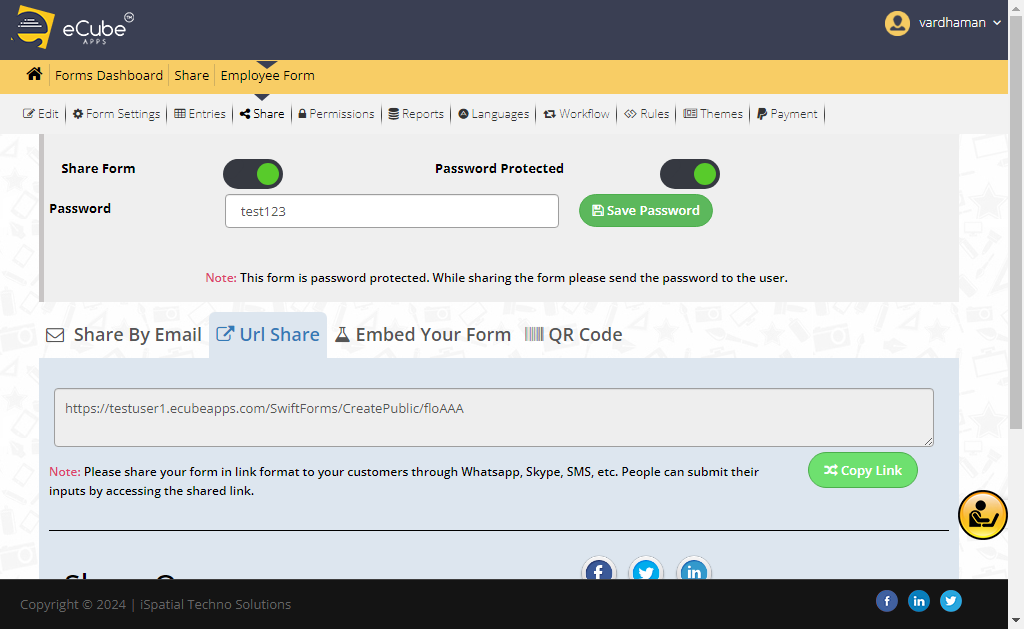 eCube™
APPS
vardhaman
Forms Dashboard Share Employee Form
Edit Form Settings Entries Share Permissions Reports Languages Workflow Rules Themes Payment
Share Form Password Protected
Password test123 Save Password
Note: This form is password protected. While sharing the form please send the password to the user.
Share By Email Url Share Embed Your Form QR Code
https://testuser1.ecubeapps.com/SwiftForms/CreatePublic/floAAA
Note: Please share your form in link format to your customers through Whatsapp, Skype, SMS, etc. People can submit their
inputs by accessing the shared link.
Copy Link
Copyright © 2024 | iSpatial Techno Solutions